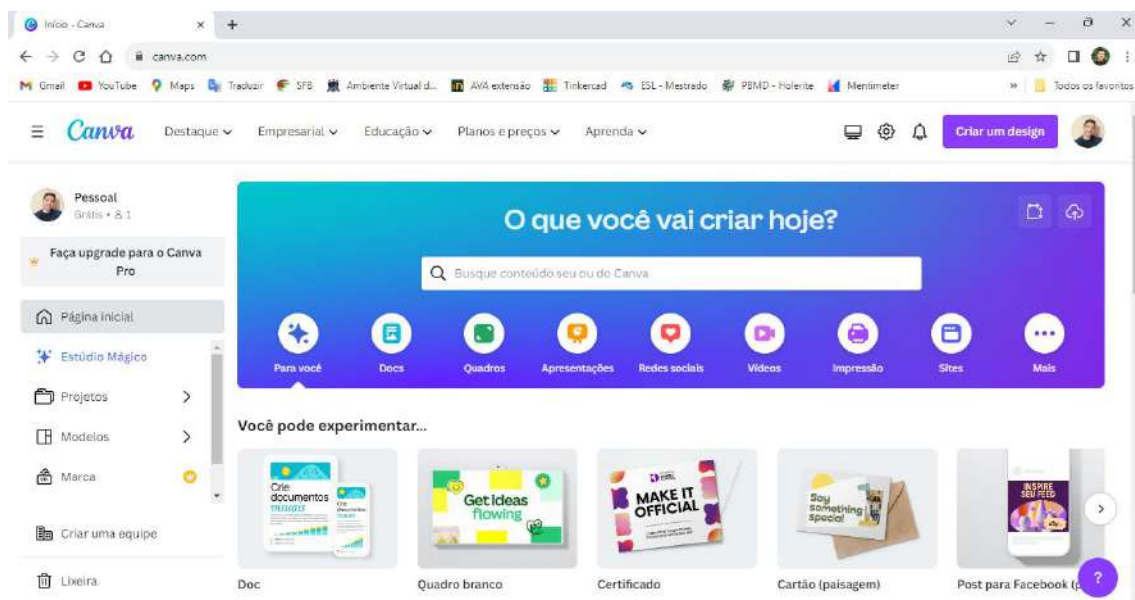 Início - Canva
canva.com
Gmail YouTube Maps Traduzir SFB Ambiente Virtual d... AVA extensão Tinkercad ESL - Mestrado PBMD - Holerite Mentimeter Todos os favoritos
Canva Destaque Empresarial Educação Planos e preços Aprenda Criar um design
Pessoal
Grátis • 1
Faça upgrade para o Canva
Pro
Página inicial
Estúdio Mágico
Projetos
Modelos
Marca
Criar uma equipe
Lixeira
O que você vai criar hoje?
Busque conteúdo seu ou do Canva
Para você Docs Quadros Apresentações Redes sociais Vídeos Impressão Sites Mais
Você pode experimentar...
Crie
documentos
visuais
Get ideas
flowing
MAKE IT
OFFICIAL
Say
something
special
INSPIRE
SEU FEED
Doc Quadro branco Certificado Cartão (paisagem) Post para Facebook (p
?